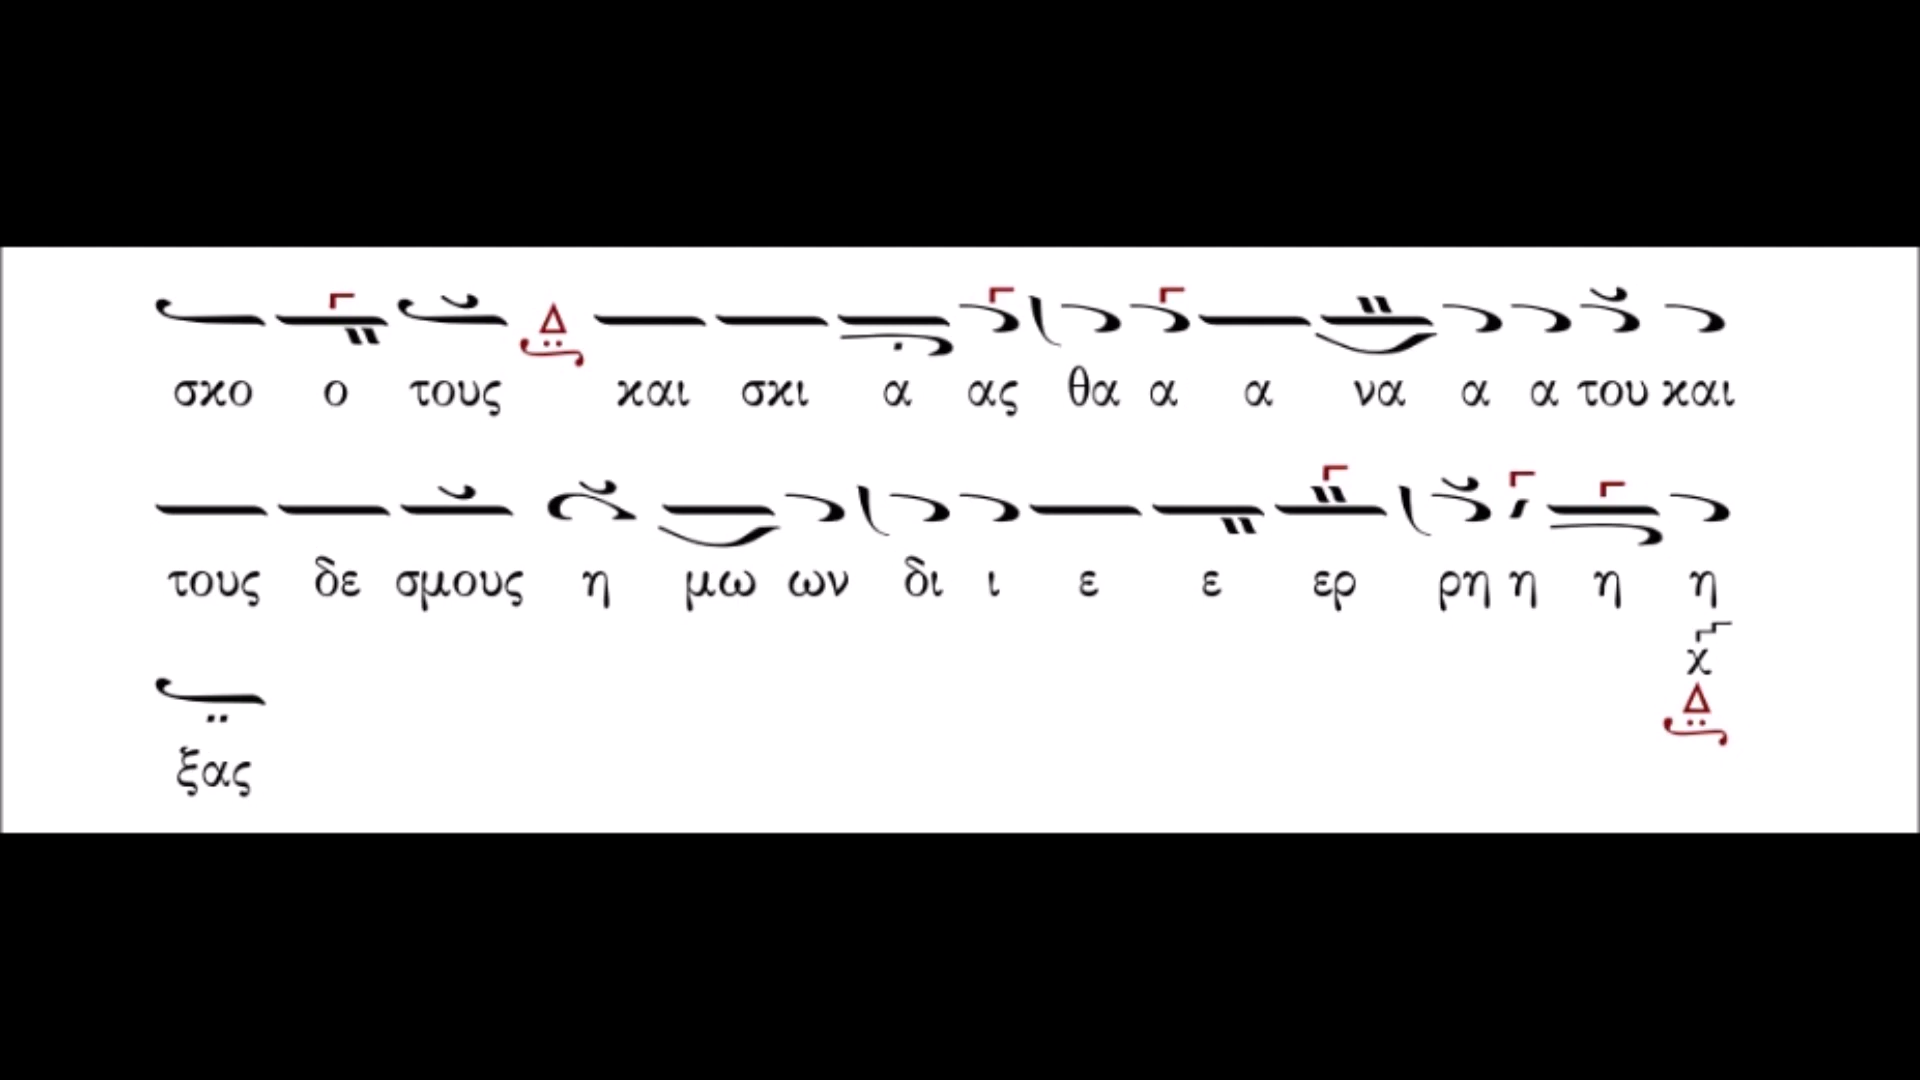 σκο ο τους Δ και σκι α ας θα α α να α α του και
τους δε σμους η μω ων δι ι ε ε ερ ρη η η η
χ
Δ
ξας